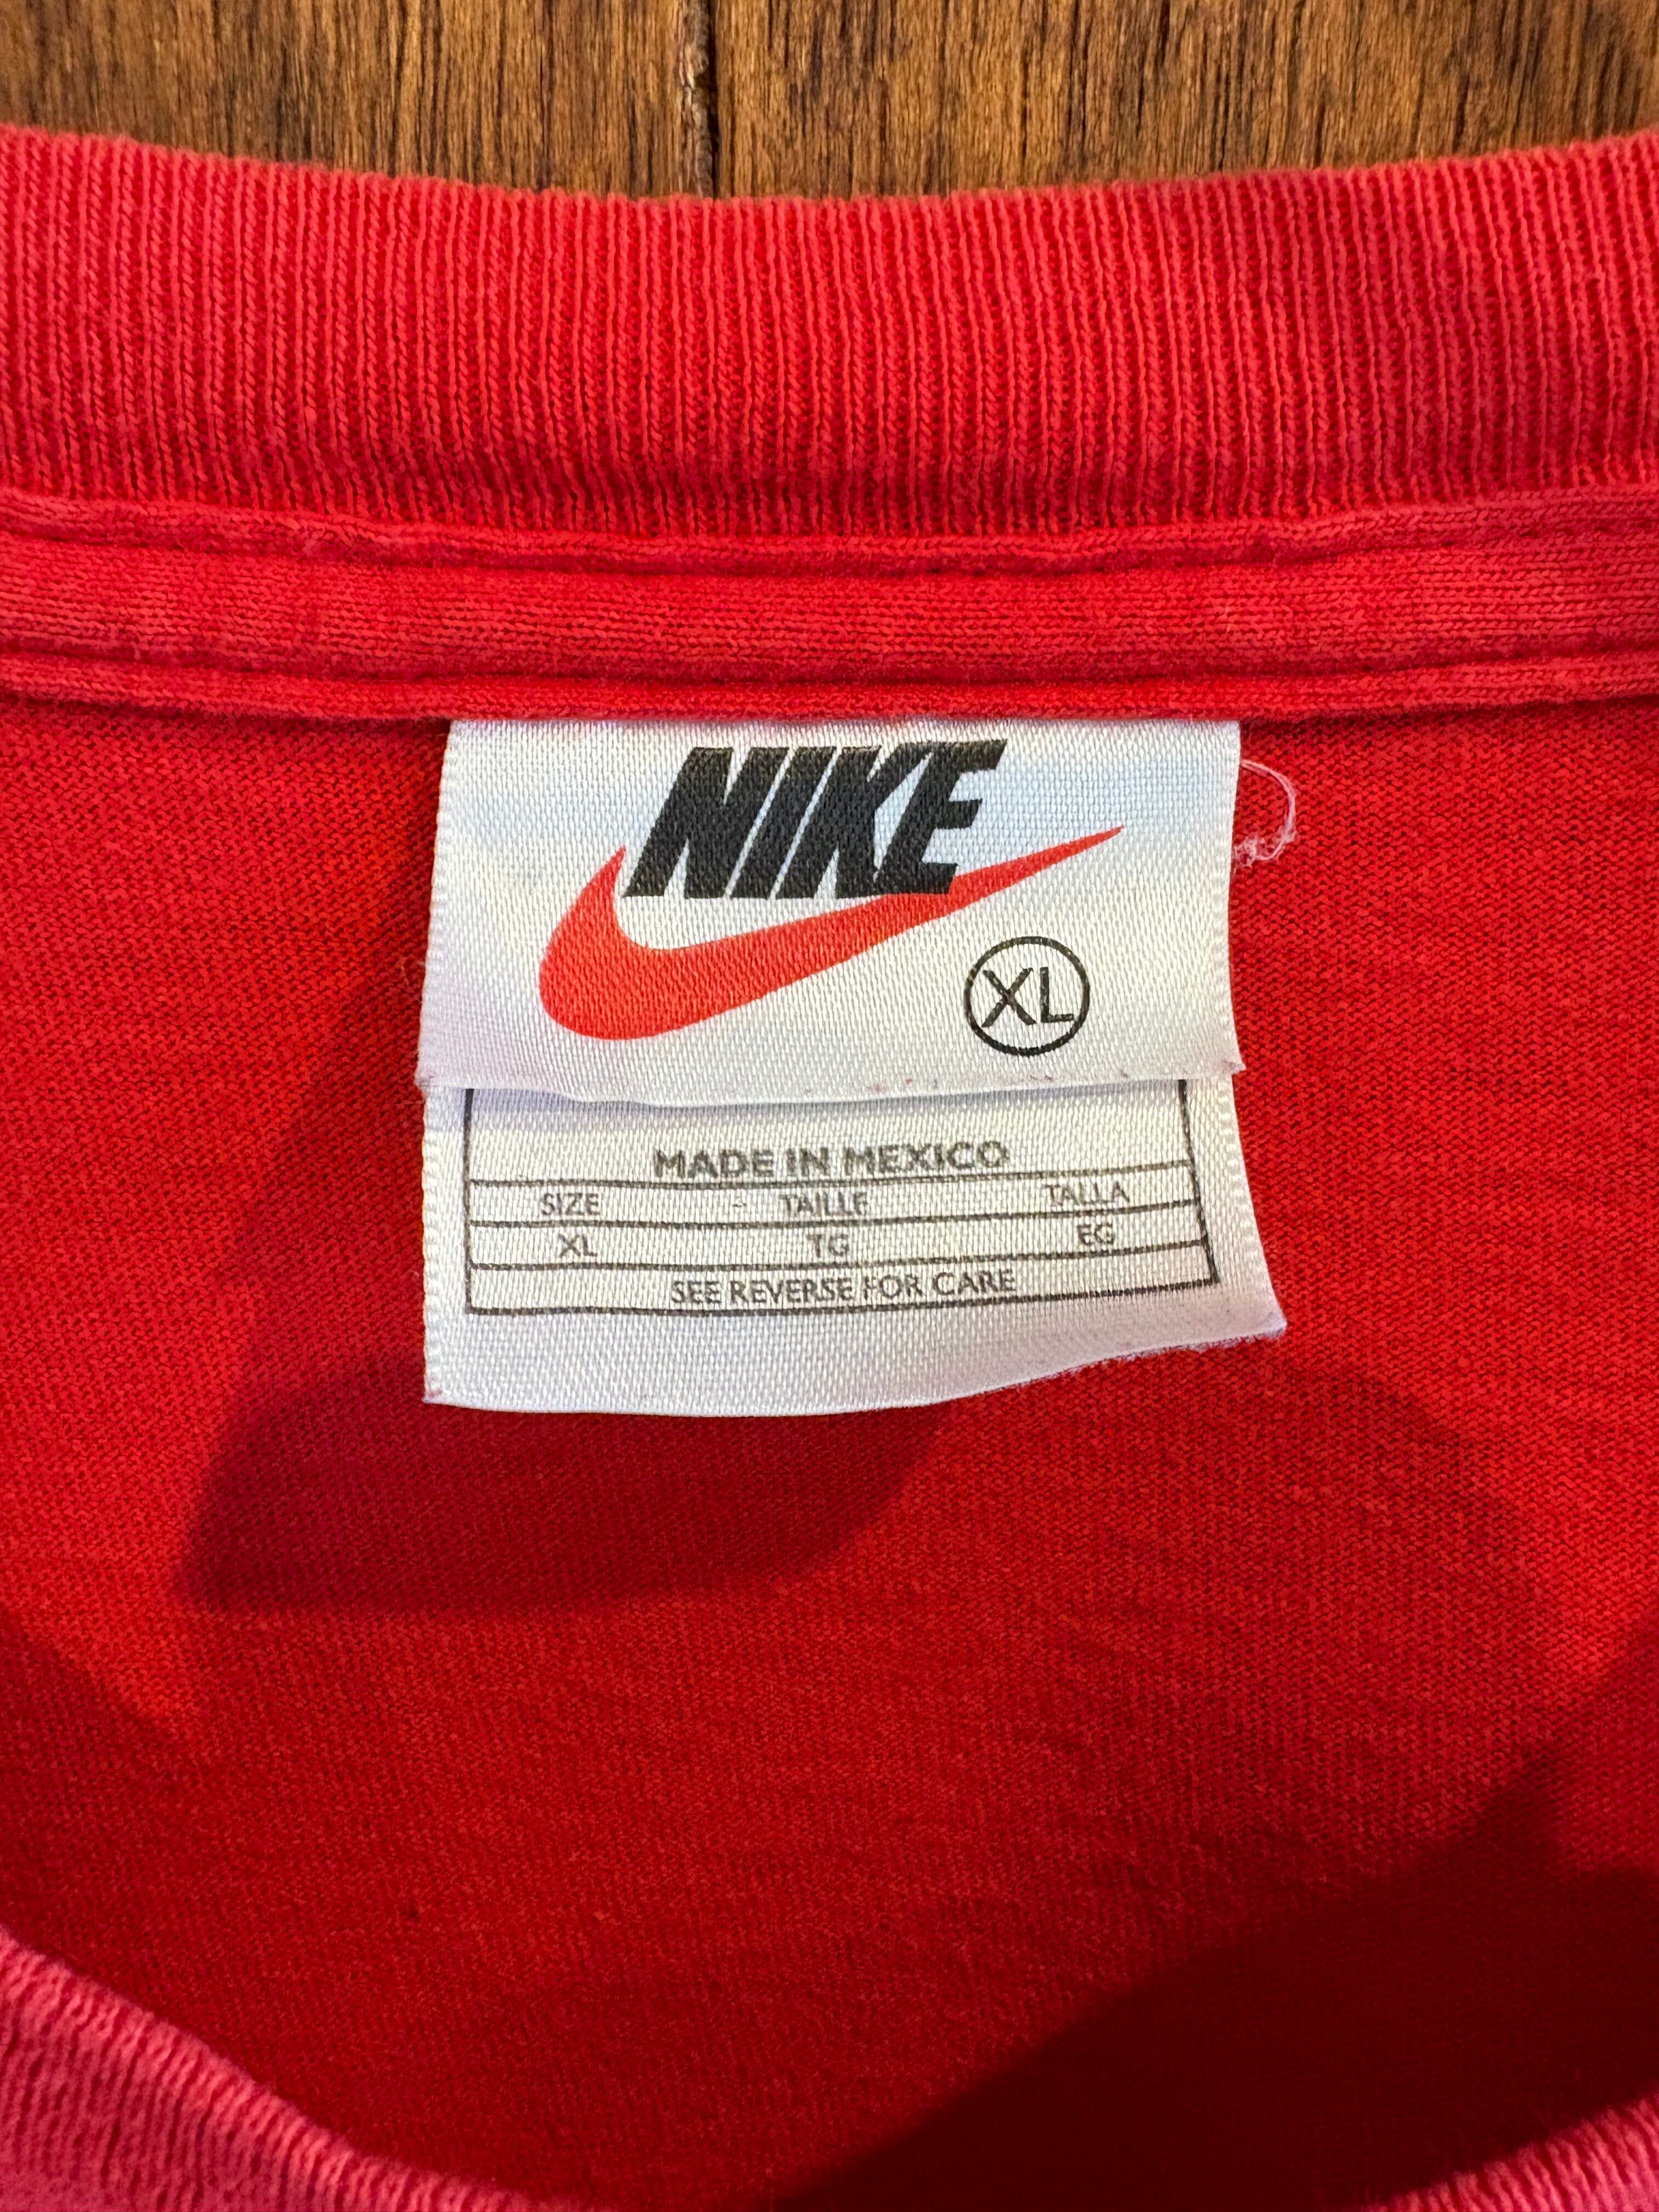 NIKE
XL
MADE IN MEXICO
SIZE TAILLE TALLA
XL TG EG
SEE REVERSE FOR CARE